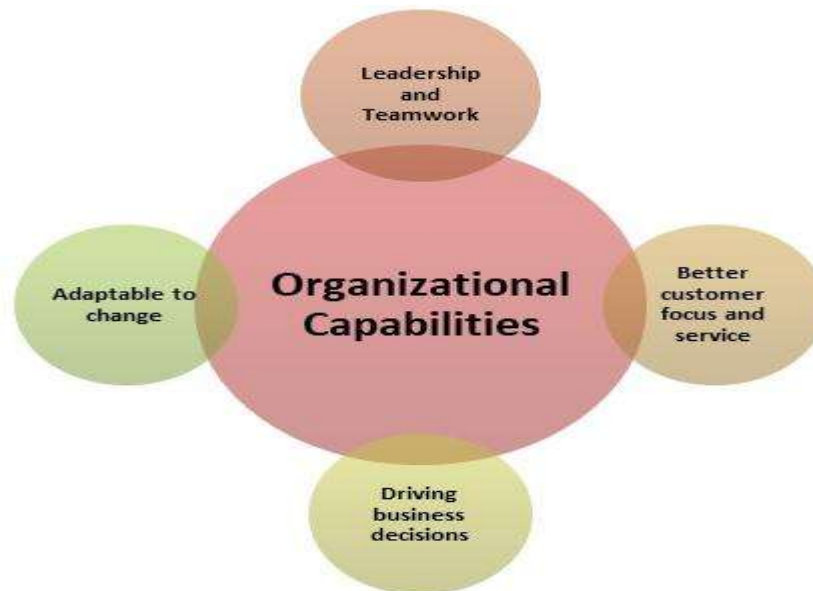 Leadership
and
Teamwork
Adaptable to
change
Organizational
Capabilities
Better
customer
focus and
service
Driving
business
decisions